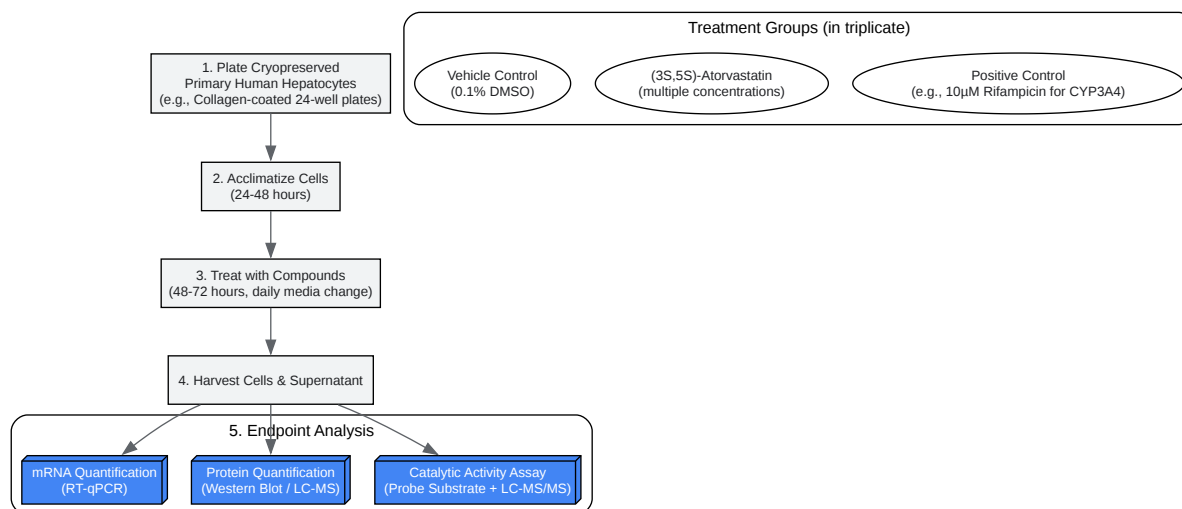 Treatment Groups (in triplicate)
1. Plate Cryopreserved
Primary Human Hepatocytes
(e.g., Collagen-coated 24-well plates)
Vehicle Control
(0.1% DMSO)
(3S,5S)-Atorvastatin
(multiple concentrations)
Positive Control
(e.g., 10µM Rifampicin for CYP3A4)
2. Acclimatize Cells
(24-48 hours)
3. Treat with Compounds
(48-72 hours, daily media change)
4. Harvest Cells & Supernatant
5. Endpoint Analysis
mRNA Quantification
(RT-qPCR)
Protein Quantification
(Western Blot / LC-MS)
Catalytic Activity Assay
(Probe Substrate + LC-MS/MS)